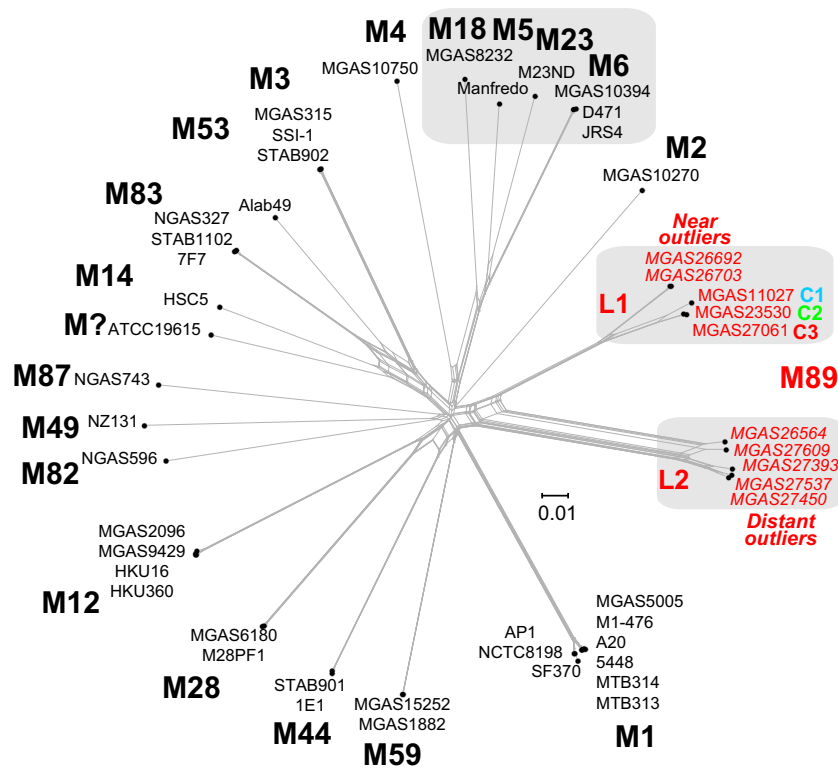 M18 M5
M4
M23
MGAS8232
M6
MGAS10750
M23ND
M3
Manfredo
MGAS10394
D471
JRS4
MGAS315
SSI-1
STAB902
M53
M2
MGAS10270
M83
Alab49
NGAS327
STAB1102
7F7
Near
outliers
MGAS26692
MGAS26703
M14
HSC5
L1
MGAS11027 C1
MGAS23530 C2
MGAS27061 C3
M? ATCC19615
M89
M87 NGAS743
M49 NZ131
M82 NGAS596
MGAS26564
MGAS27609
MGAS27393
MGAS27537
MGAS27450
L2
0.01
Distant
outliers
MGAS2096
MGAS9429
HKU16
HKU360
M12
MGAS5005
M1-476
A20
5448
MTB314
MTB313
AP1
NCTC8198
SF370
MGAS6180
M28PF1
M28
STAB901
1E1
M44
MGAS15252
MGAS1882
M59
M1